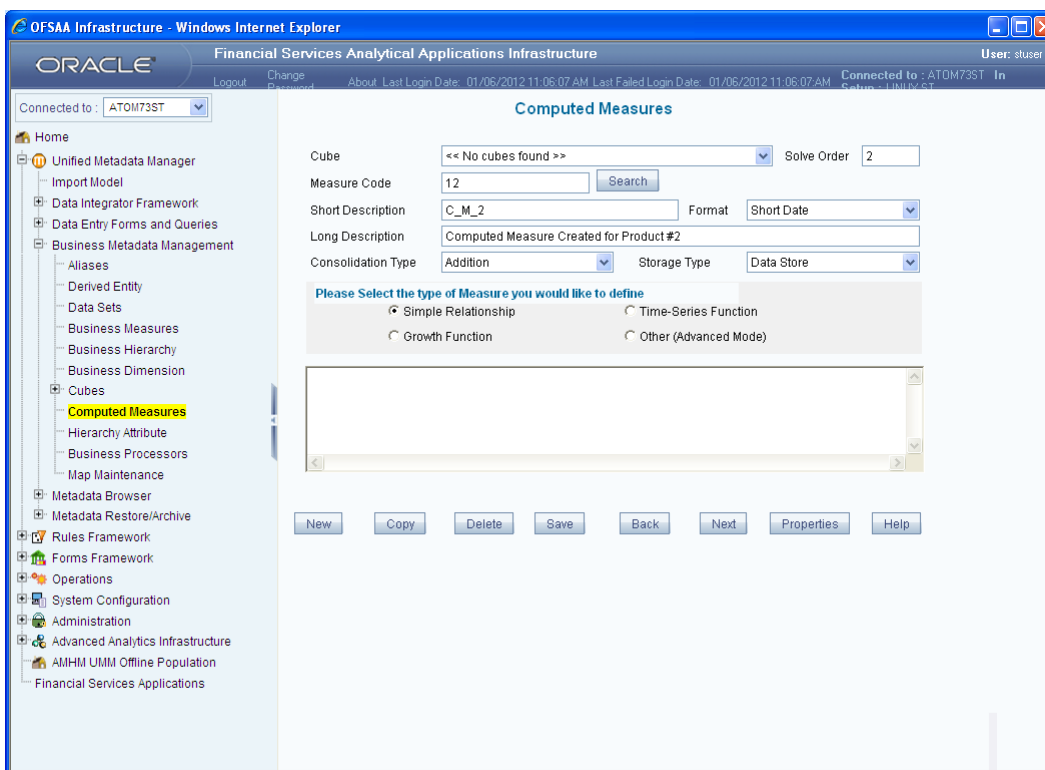 OFSAA Infrastructure - Windows Internet Explorer
ORACLE
Financial Services Analytical Applications Infrastructure
User: stuser
Logout Change Password About Last Login Date: 01/06/2012 11:06:07 AM Last Failed Login Date: 01/06/2012 11:06:07:AM Connected to : ATOM73ST In Setup : LINUX ST
Connected to : ATOM73ST
Home
Unified Metadata Manager
Import Model
Data Integrator Framework
Data Entry Forms and Queries
Business Metadata Management
Aliases
Derived Entity
Data Sets
Business Measures
Business Hierarchy
Business Dimension
Cubes
Computed Measures
Hierarchy Attribute
Business Processors
Map Maintenance
Metadata Browser
Metadata Restore/Archive
Rules Framework
Forms Framework
Operations
System Configuration
Administration
Advanced Analytics Infrastructure
AMHM UMM Offline Population
Financial Services Applications
Computed Measures
Cube << No cubes found >> Solve Order 2
Measure Code 12 Search
Short Description C_M_2 Format Short Date
Long Description Computed Measure Created for Product #2
Consolidation Type Addition Storage Type Data Store
Please Select the type of Measure you would like to define
Simple Relationship Time-Series Function
Growth Function Other (Advanced Mode)
New Copy Delete Save Back Next Properties Help